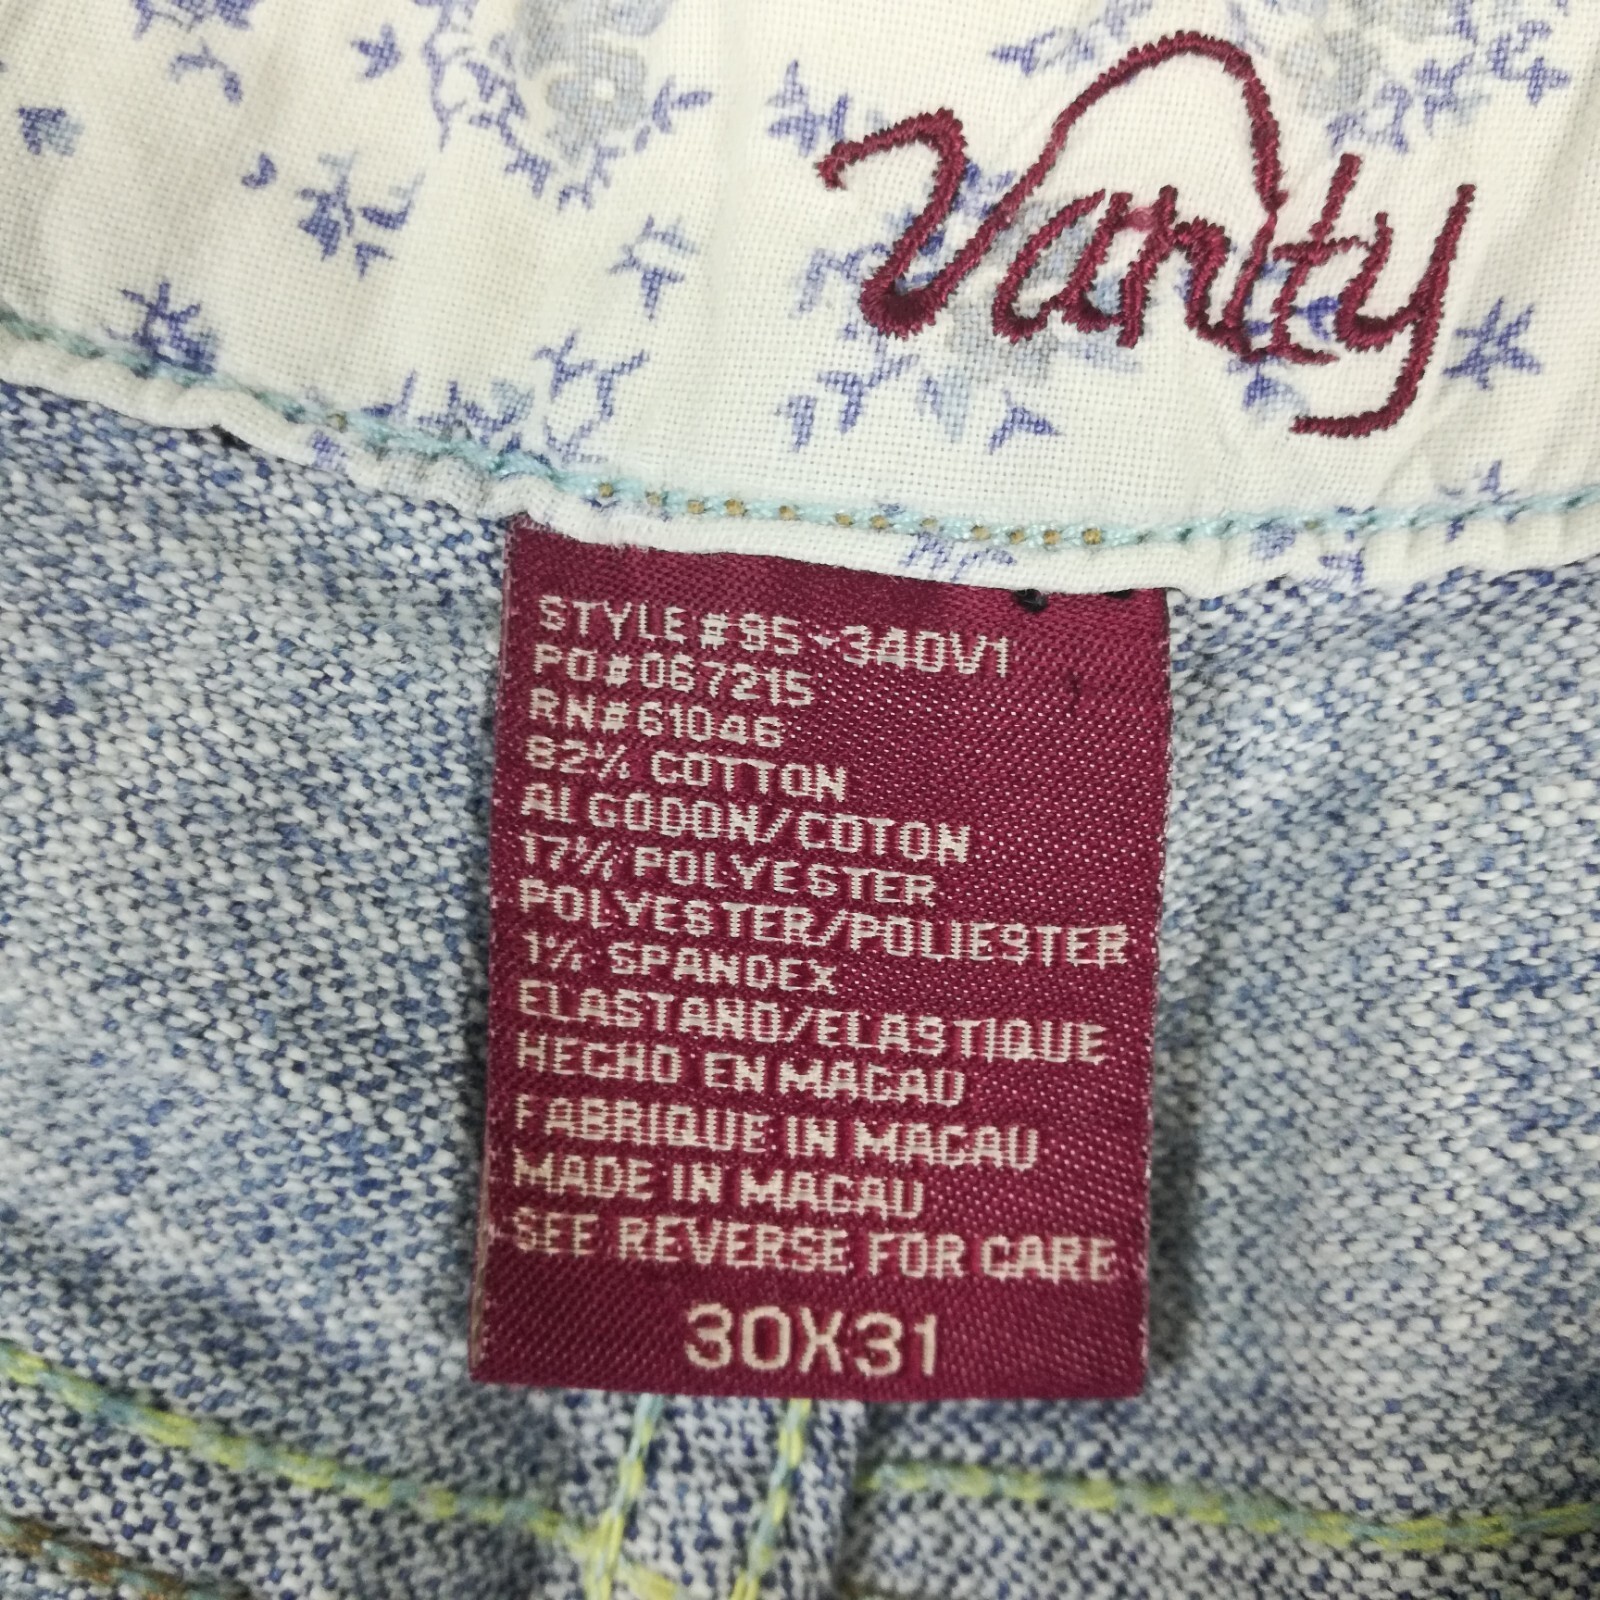 Vanity
STYLE#95-340V1
PO#067215
RN#61046
82% COTTON
ALGODON/COTON
17% POLYESTER
POLYESTER/POLIESTER
1% SPANDEX
ELASTANO/ELASTIQUE
HECHO EN MACAU
FABRIQUE IN MACAU
MADE IN MACAU
SEE REVERSE FOR CARE
30X31